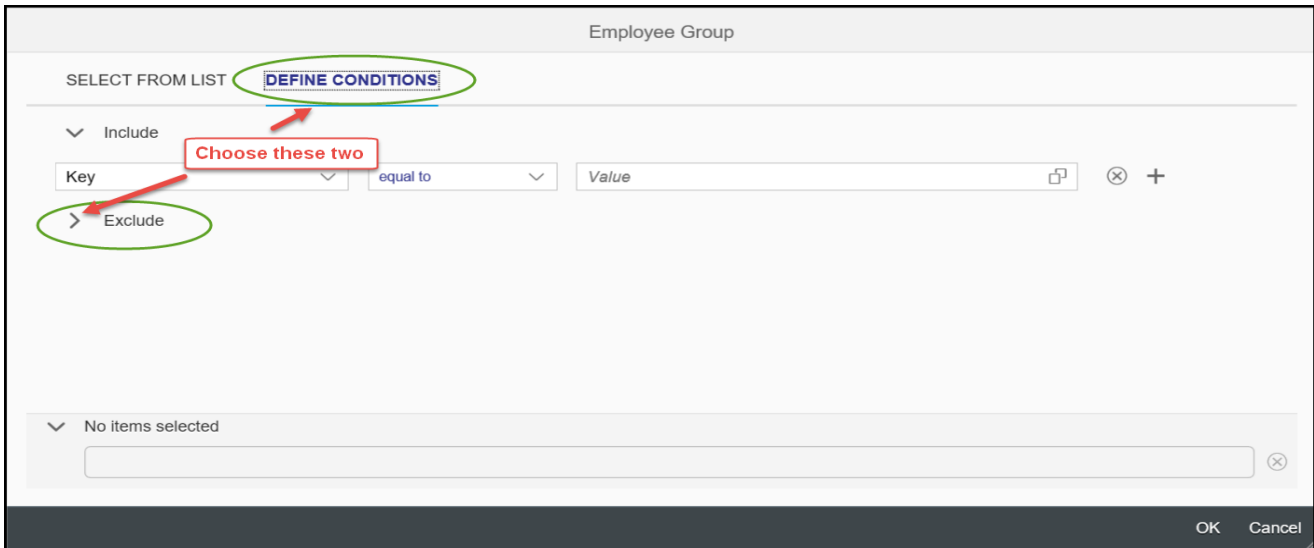 Employee Group
SELECT FROM LIST DEFINE CONDITIONS
Include
Choose these two
Key equal to Value
Exclude
No items selected
OK Cancel